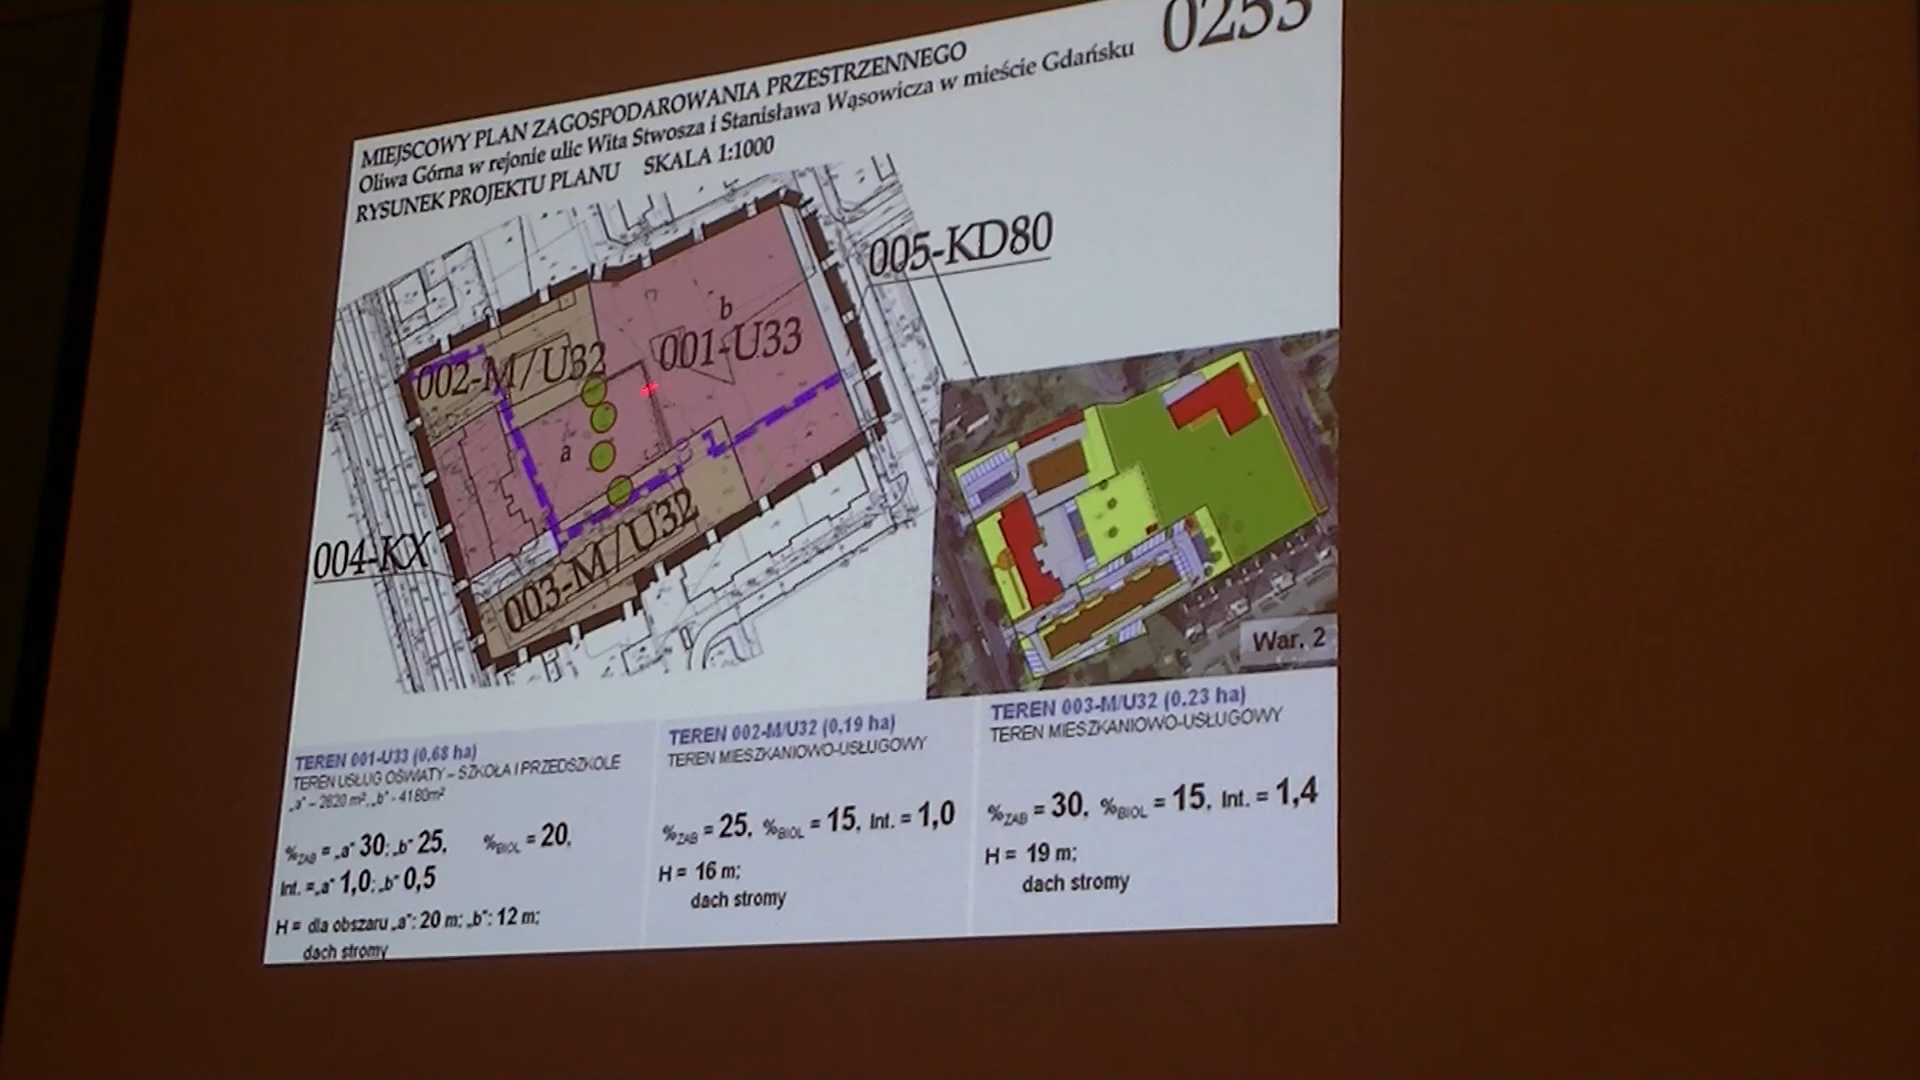 0253
MIEJSCOWY PLAN ZAGOSPODAROWANIA PRZESTRZENNEGO
Oliwa Górna w rejonie ulic Wita Stwosza i Stanisława Wąsowicza w mieście Gdańsku
RYSUNEK PROJEKTU PLANU SKALA 1:1000
005-KD80
b
001-U33
002-M/U32
a
004-KX
003-M/U32
War. 2
TEREN 001-U33 (0,68 ha)
TEREN USŁUG OŚWIATY – SZKOŁA I PRZEDSZKOLE
„a” – 2620 m², „b” - 4180m²
%ZAB = „a” 30; „b” 25, %BIOL = 20,
Int. = „a” 1,0; „b” 0,5
H = dla obszaru „a”: 20 m; „b”: 12 m;
dach stromy
TEREN 002-M/U32 (0,19 ha)
TEREN MIESZKANIOWO-USŁUGOWY
%ZAB = 25, %BIOL = 15, Int. = 1,0
H = 16 m;
dach stromy
TEREN 003-M/U32 (0,23 ha)
TEREN MIESZKANIOWO-USŁUGOWY
%ZAB = 30, %BIOL = 15, Int. = 1,4
H = 19 m;
dach stromy